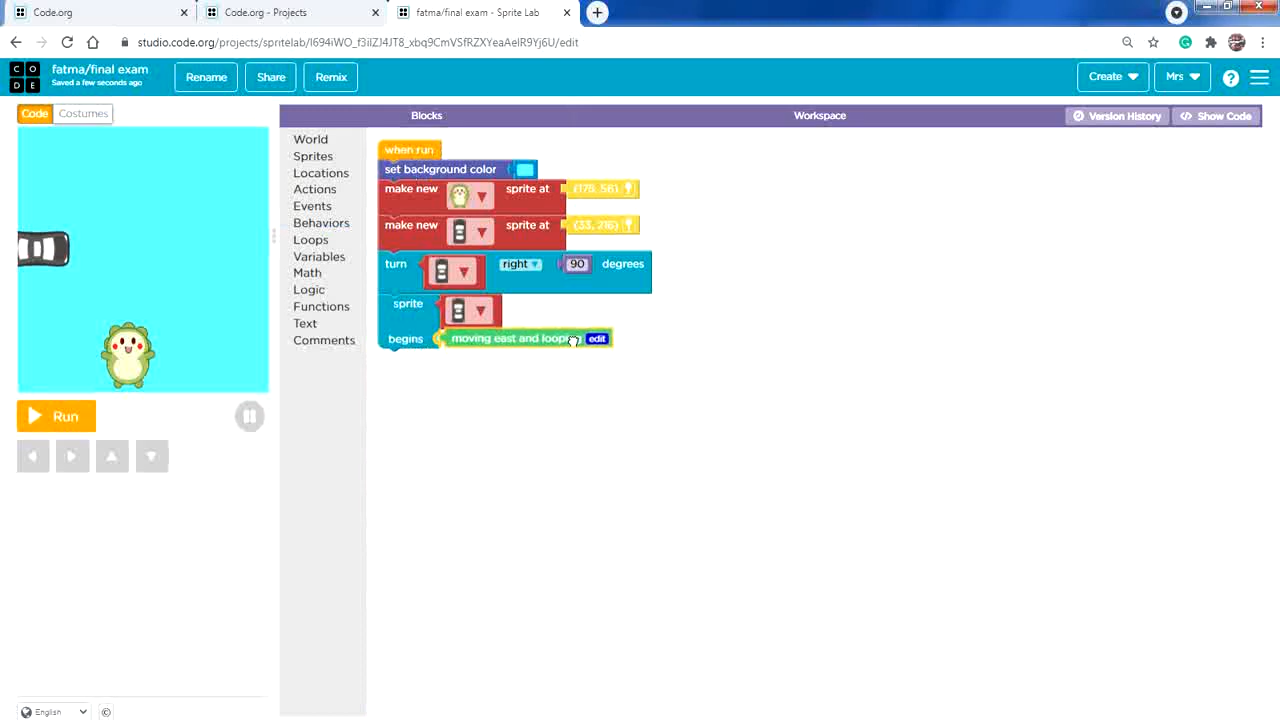 Code.org
Code.org - Projects
fatma/final exam - Sprite Lab
studio.code.org/projects/spritelab/I694iWO_f3iIZJ4JT8_xbq9CmVSfRZXYeaAeIR9Yj6U/edit
C O
D E
fatma/final exam
Saved a few seconds ago
Rename
Share
Remix
Create
Mrs
?
Code
Costumes
Blocks
Workspace
Version History
</> Show Code
World
Sprites
Locations
Actions
Events
Behaviors
Loops
Variables
Math
Logic
Functions
Text
Comments
when run
set background color
make new sprite at (175, 56)
make new sprite at (33, 216)
turn right 90 degrees
sprite
begins moving east and looping edit
Run
English
©